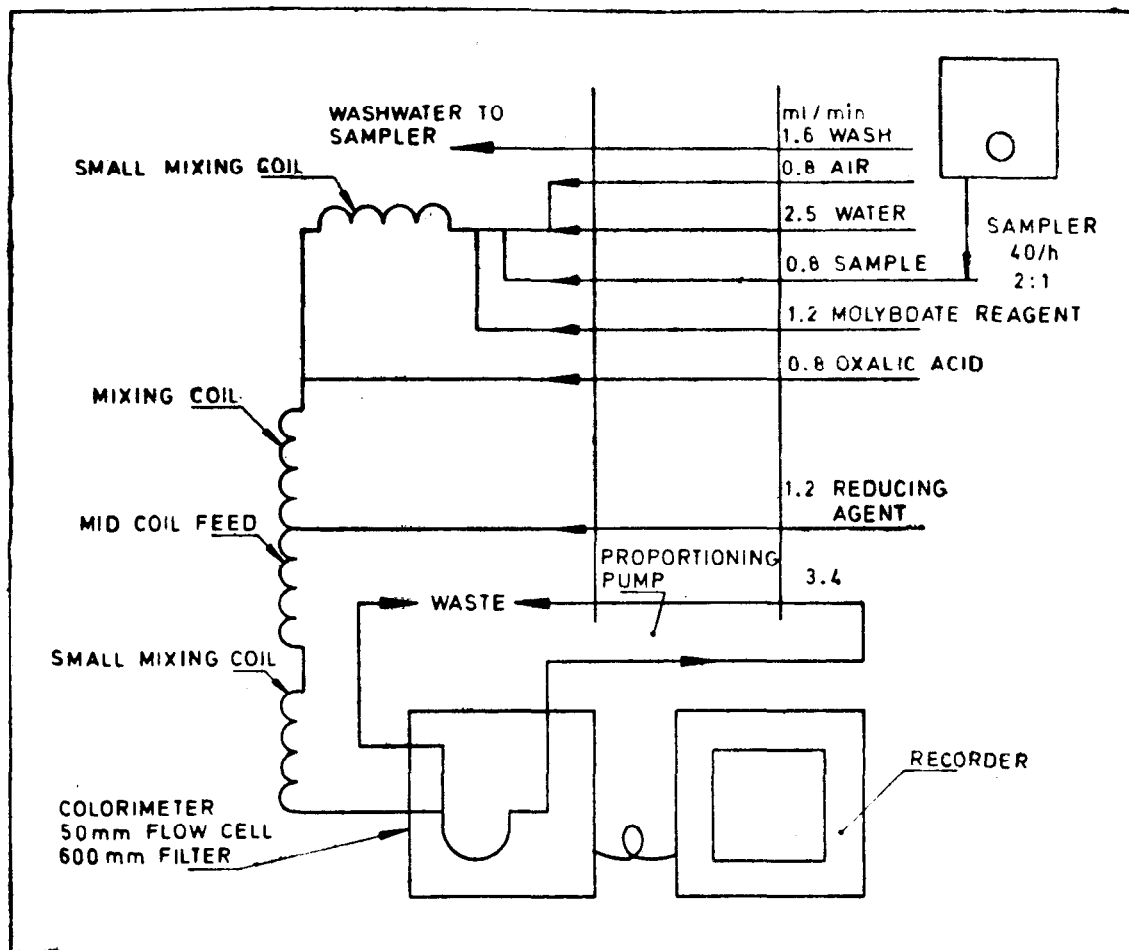 WASHWATER TO
SAMPLER
ml/min
1.6 WASH
SMALL MIXING COIL
0.8 AIR
2.5 WATER
SAMPLER
40/h
2:1
0.8 SAMPLE
1.2 MOLYBDATE REAGENT
0.8 OXALIC ACID
MIXING COIL
1.2 REDUCING
AGENT
MID COIL FEED
PROPORTIONING
PUMP
3.4
WASTE
SMALL MIXING COIL
RECORDER
COLORIMETER
50mm FLOW CELL
600mm FILTER